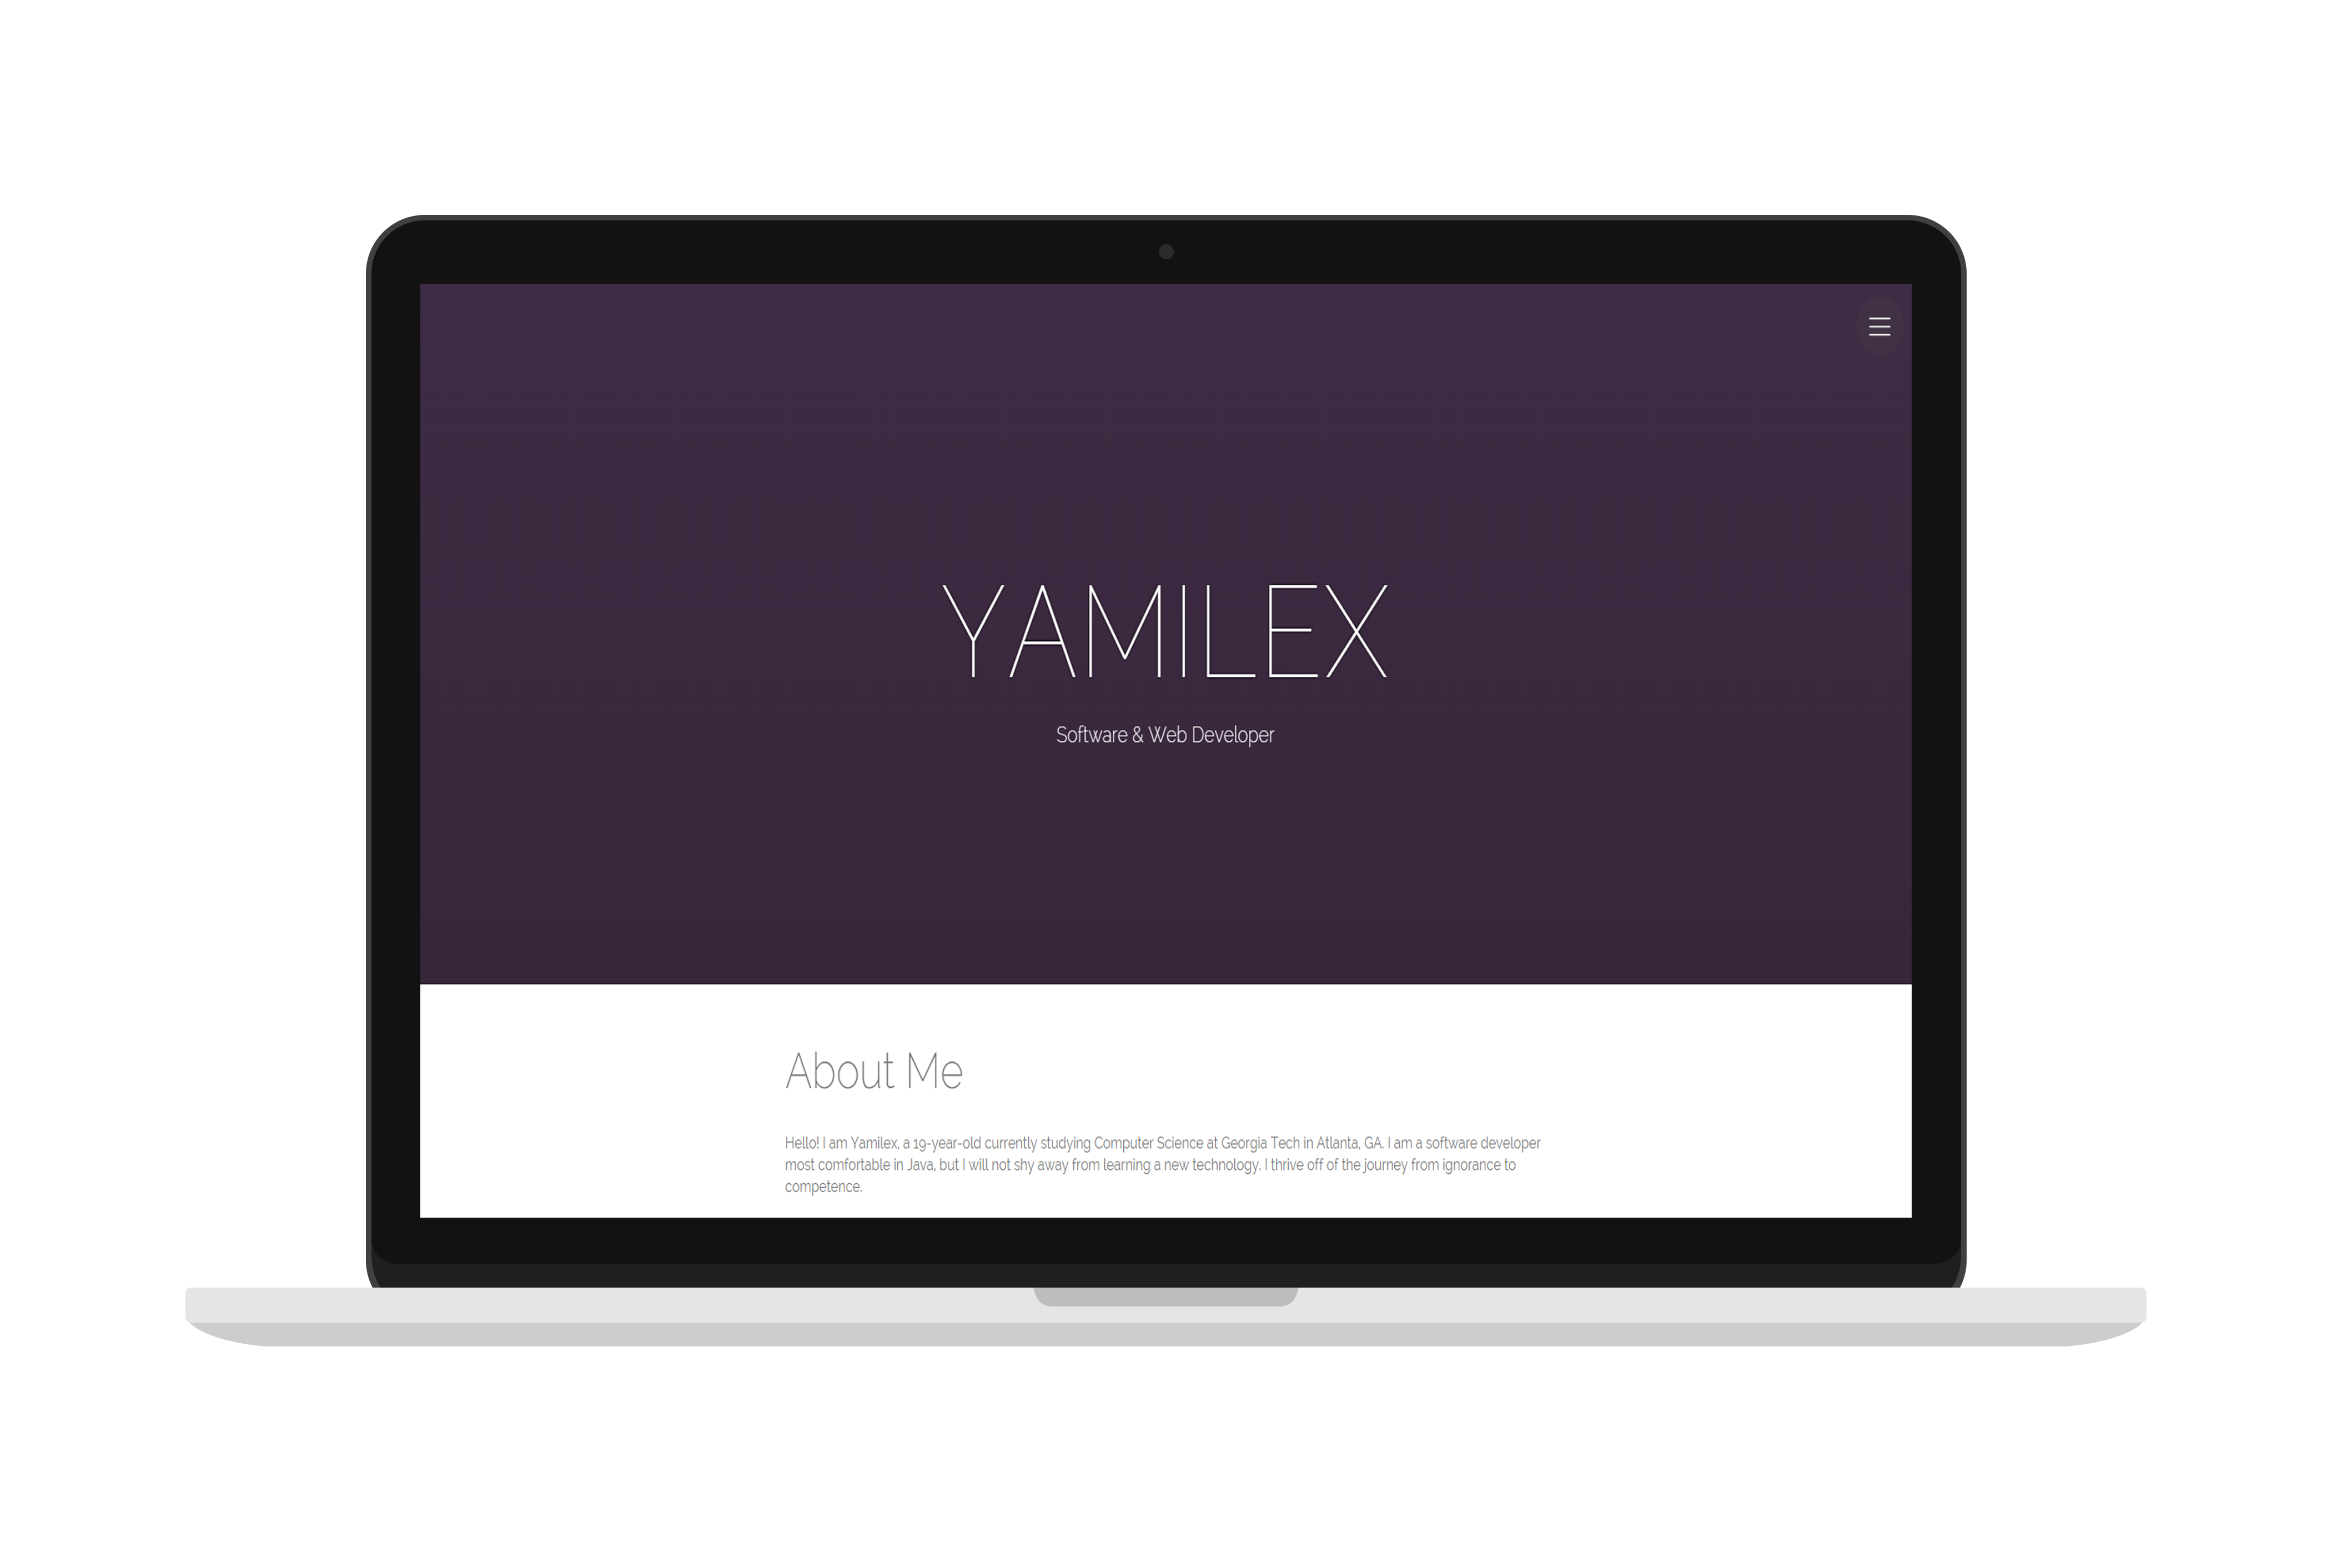 YAMILEX
Software & Web Developer
About Me
Hello! I am Yamilex, a 19-year-old currently studying Computer Science at Georgia Tech in Atlanta, GA. I am a software developer
most comfortable in Java, but I will not shy away from learning a new technology. I thrive off of the journey from ignorance to
competence.